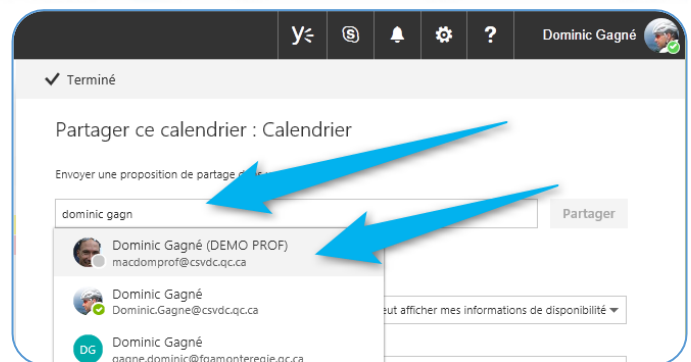 Dominic Gagné
Terminé
Partager ce calendrier : Calendrier
Envoyer une proposition de partage
dominic gagn
Partager
Dominic Gagné (DEMO PROF)
macdomprof@csvdc.qc.ca
Dominic Gagné
Dominic.Gagne@csvdc.qc.ca
eut afficher mes informations de disponibilité
DG
Dominic Gagné
gagne.dominic@fgamonteregie.qc.ca